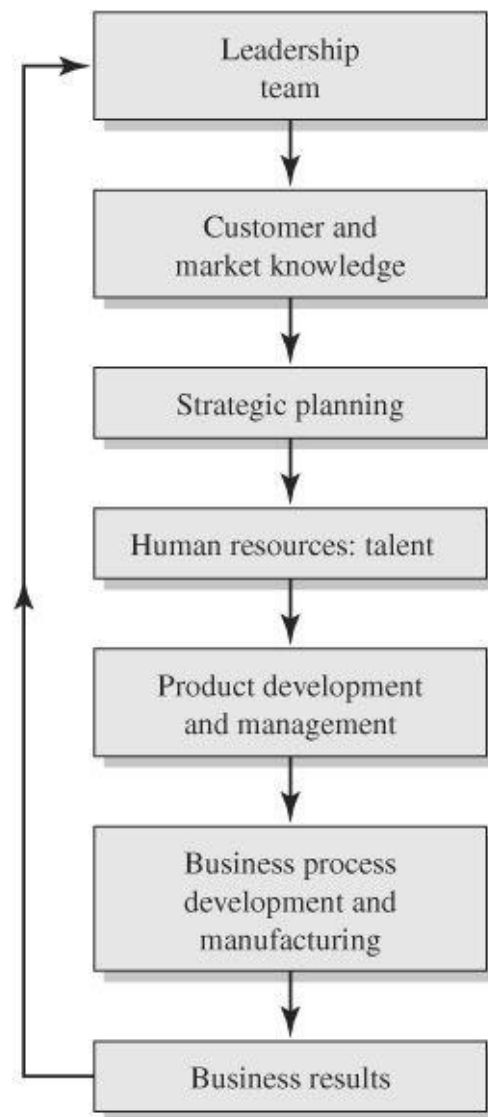 Leadership
team
Customer and
market knowledge
Strategic planning
Human resources: talent
Product development
and management
Business process
development and
manufacturing
Business results